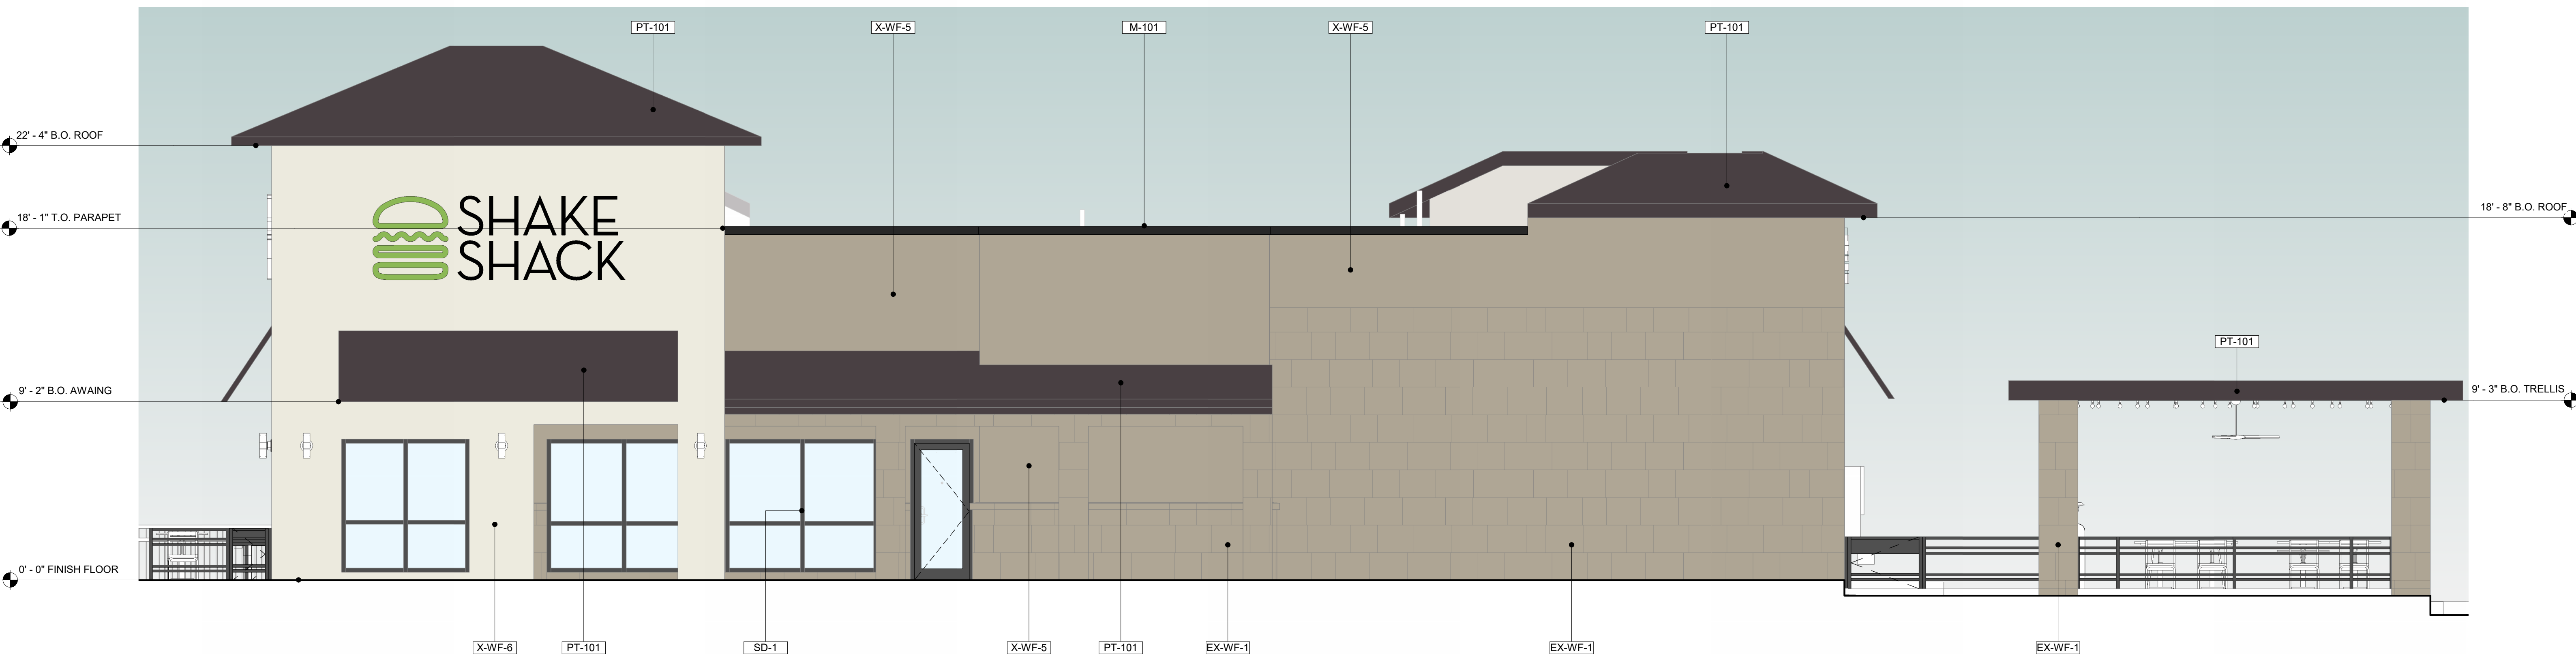 PT-101
X-WF-5
M-101
X-WF-5
PT-101
22' - 4" B.O. ROOF
SHAKE
SHACK
18' - 1" T.O. PARAPET
18' - 8" B.O. ROOF
PT-101
9' - 2" B.O. AWAING
9' - 3" B.O. TRELLIS
0' - 0" FINISH FLOOR
X-WF-6
PT-101
SD-1
X-WF-5
PT-101
EX-WF-1
EX-WF-1
EX-WF-1